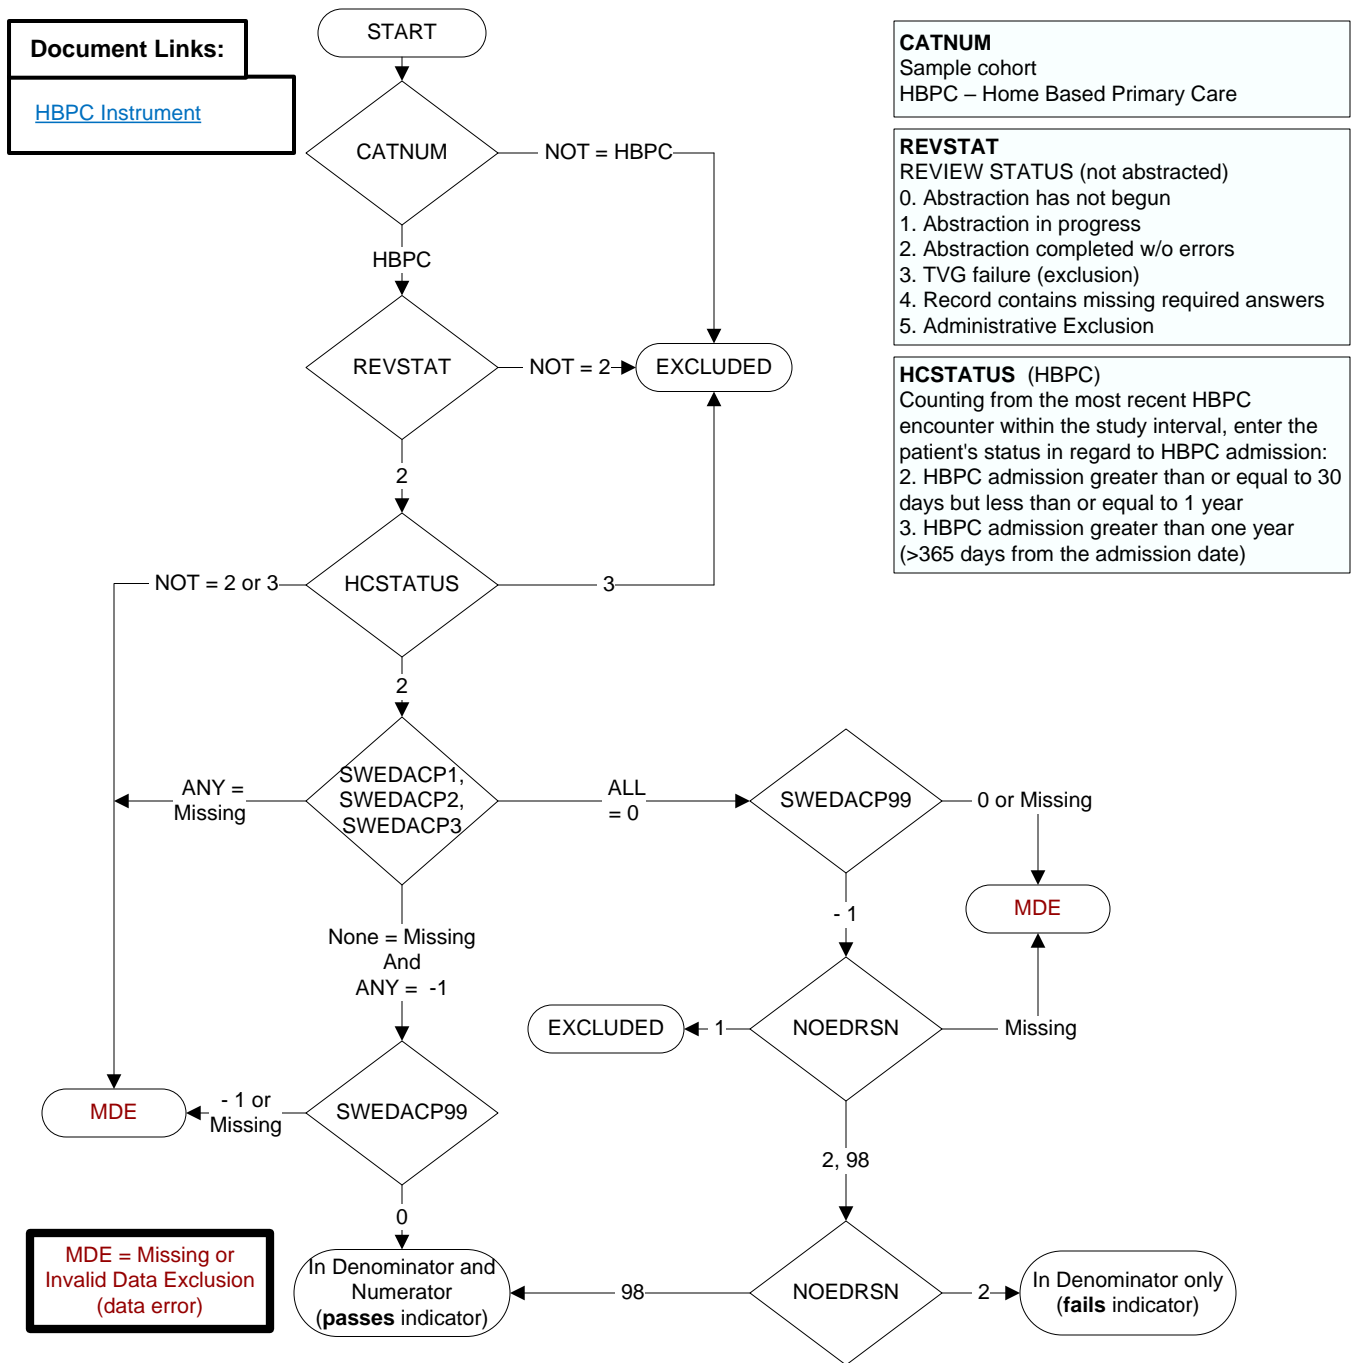 Document Links:
HBPC Instrument
START
CATNUM
NOT = HBPC
HBPC
REVSTAT
NOT = 2
EXCLUDED
2
HCSTATUS
NOT = 2 or 3
3
2
SWEDACP1,
SWEDACP2,
SWEDACP3
ANY =
Missing
ALL
= 0
SWEDACP99
0 or Missing
MDE
- 1
None = Missing
And
ANY = -1
NOEDRSN
EXCLUDED
1
Missing
SWEDACP99
- 1 or
Missing
MDE
2, 98
0
NOEDRSN
98
2
In Denominator and
Numerator
(passes indicator)
In Denominator only
(fails indicator)
MDE = Missing or
Invalid Data Exclusion
(data error)
CATNUM
Sample cohort
HBPC – Home Based Primary Care
REVSTAT
REVIEW STATUS (not abstracted)
0. Abstraction has not begun
1. Abstraction in progress
2. Abstraction completed w/o errors
3. TVG failure (exclusion)
4. Record contains missing required answers
5. Administrative Exclusion
HCSTATUS (HBPC)
Counting from the most recent HBPC
encounter within the study interval, enter the
patient's status in regard to HBPC admission:
2. HBPC admission greater than or equal to 30
days but less than or equal to 1 year
3. HBPC admission greater than one year
(>365 days from the admission date)